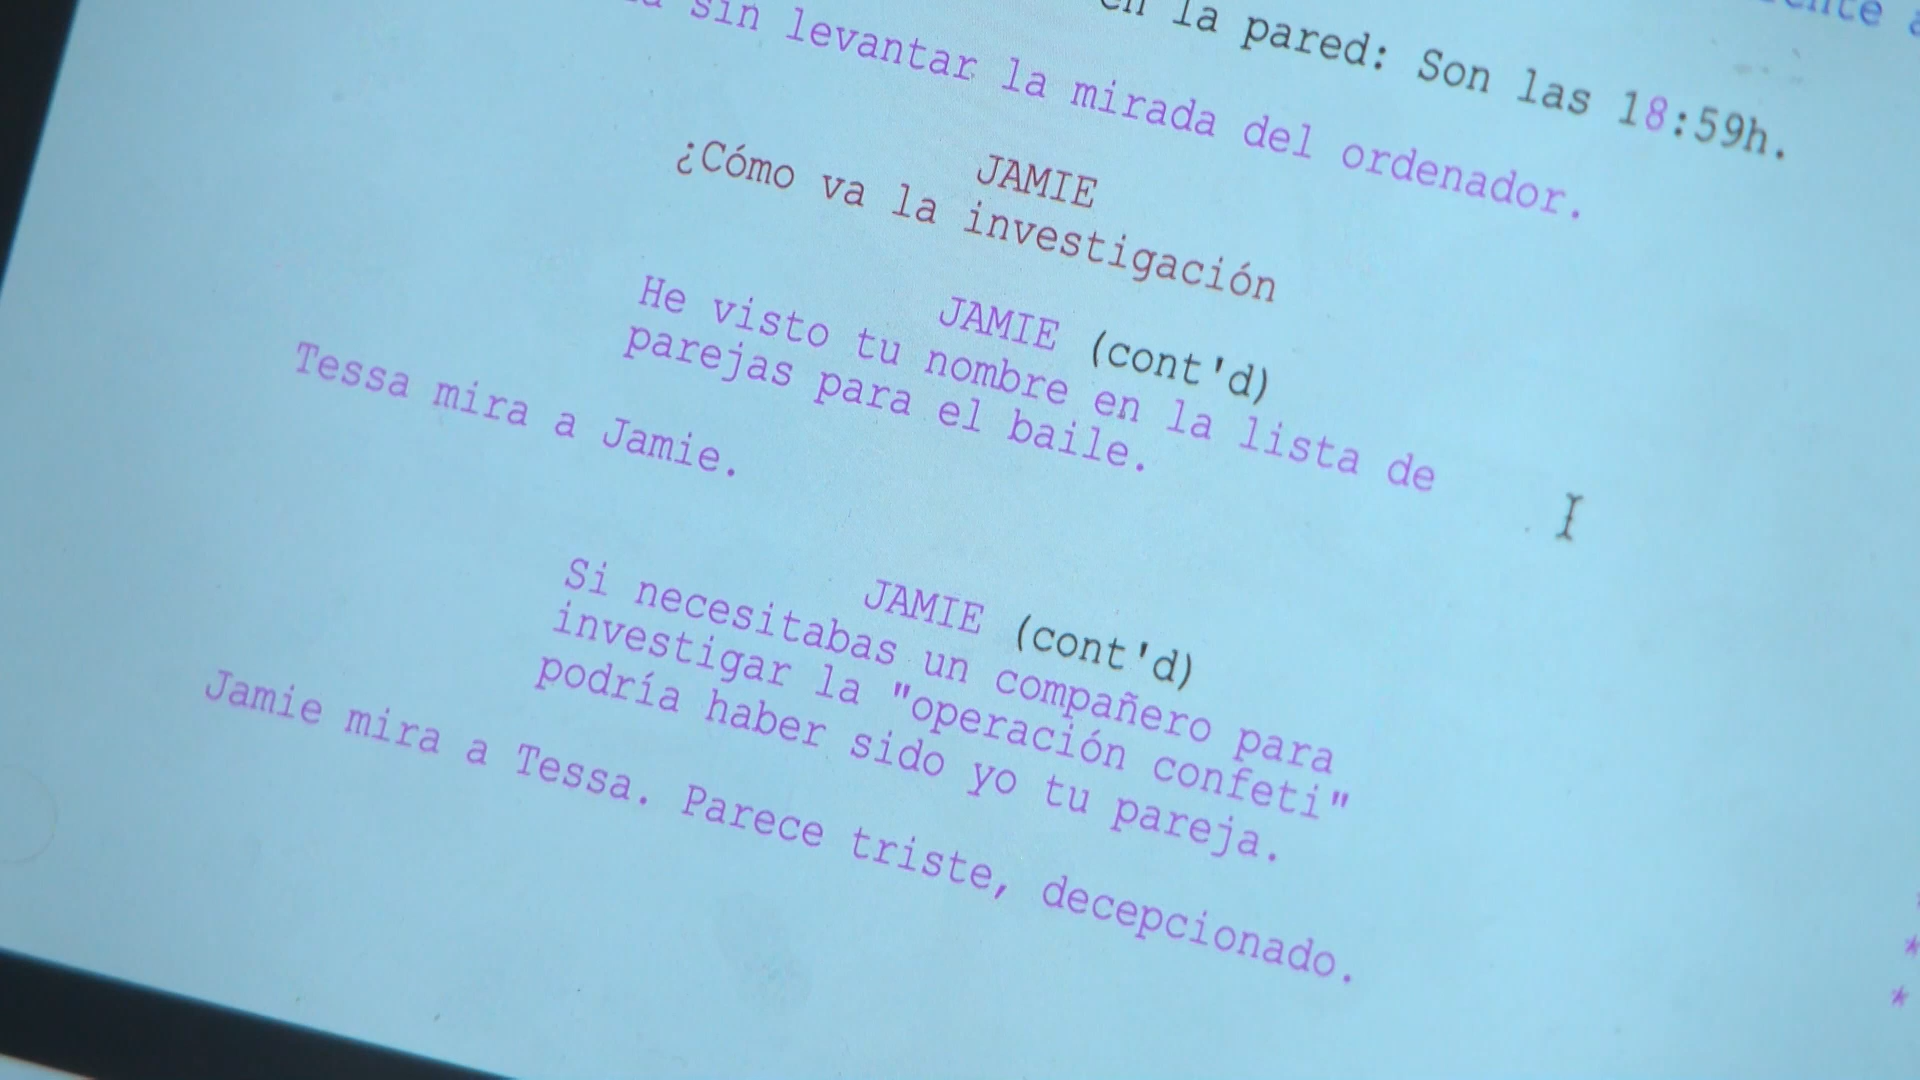 en la pared: Son las 18:59h.
sin levantar la mirada del ordenador.
JAMIE
¿Cómo va la investigación
JAMIE (cont'd)
He visto tu nombre en la lista de
parejas para el baile.
Tessa mira a Jamie.
JAMIE (cont'd)
Si necesitabas un compañero para
investigar la "operación confeti"
podría haber sido yo tu pareja.
Jamie mira a Tessa. Parece triste, decepcionado.
*
*